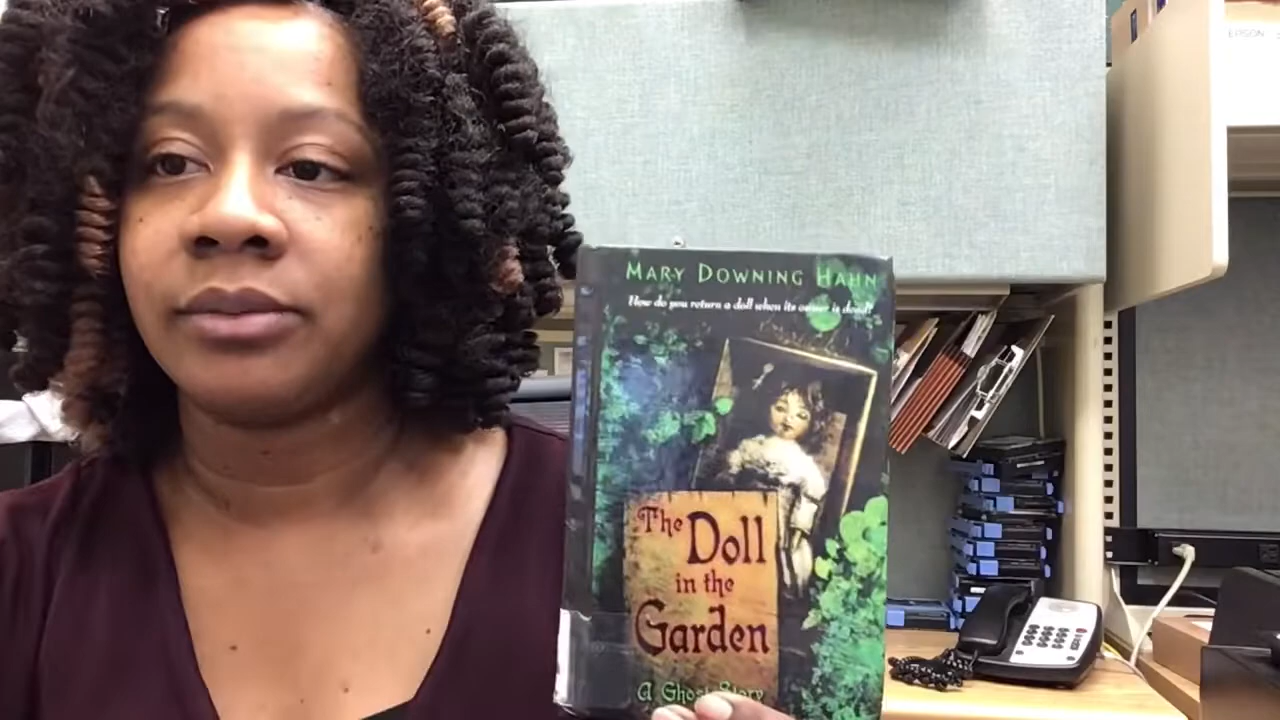 EPSON
MARY DOWNING HAHN
How do you return a doll when its owner is dead?
The Doll
in the
Garden
A Ghost Story